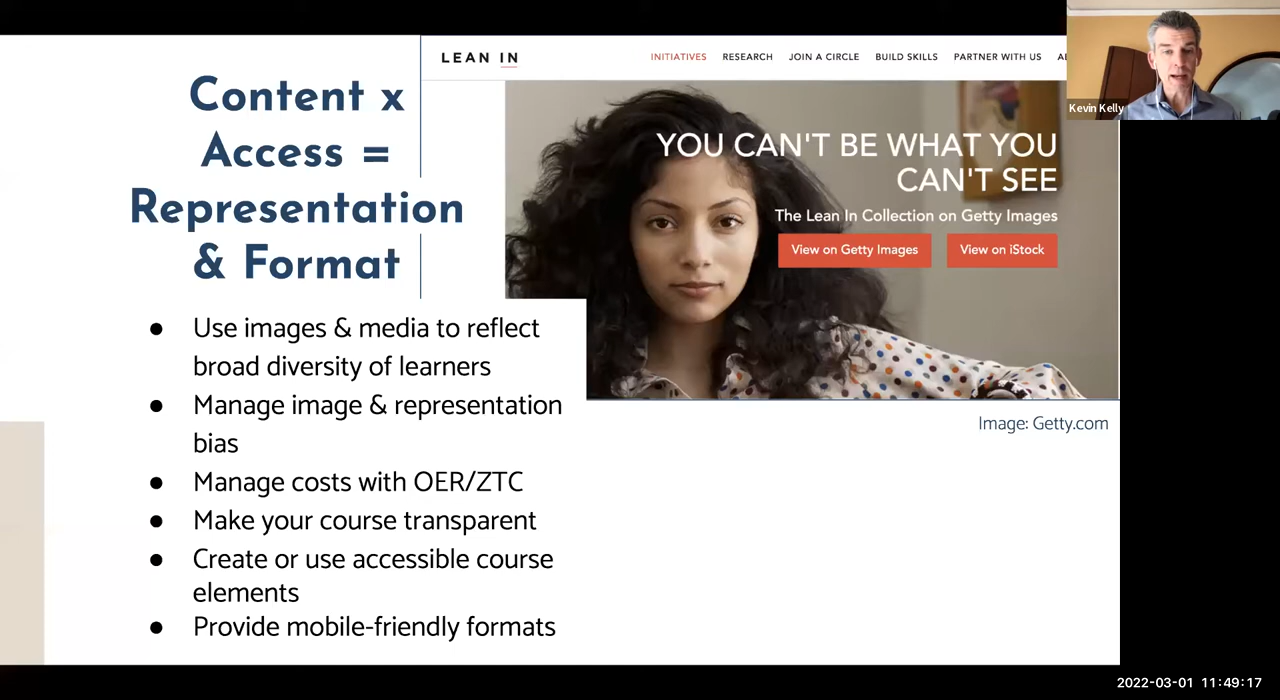 Content x
Access =
Representation
& Format
LEAN IN
INITIATIVES RESEARCH JOIN A CIRCLE BUILD SKILLS PARTNER WITH US
YOU CAN'T BE WHAT YOU
CAN'T SEE
The Lean In Collection on Getty Images
View on Getty Images View on iStock
Kevin Kelly
● Use images & media to reflect
broad diversity of learners
● Manage image & representation
bias
● Manage costs with OER/ZTC
● Make your course transparent
● Create or use accessible course
elements
● Provide mobile-friendly formats
Image: Getty.com
2022-03-01 11:49:17